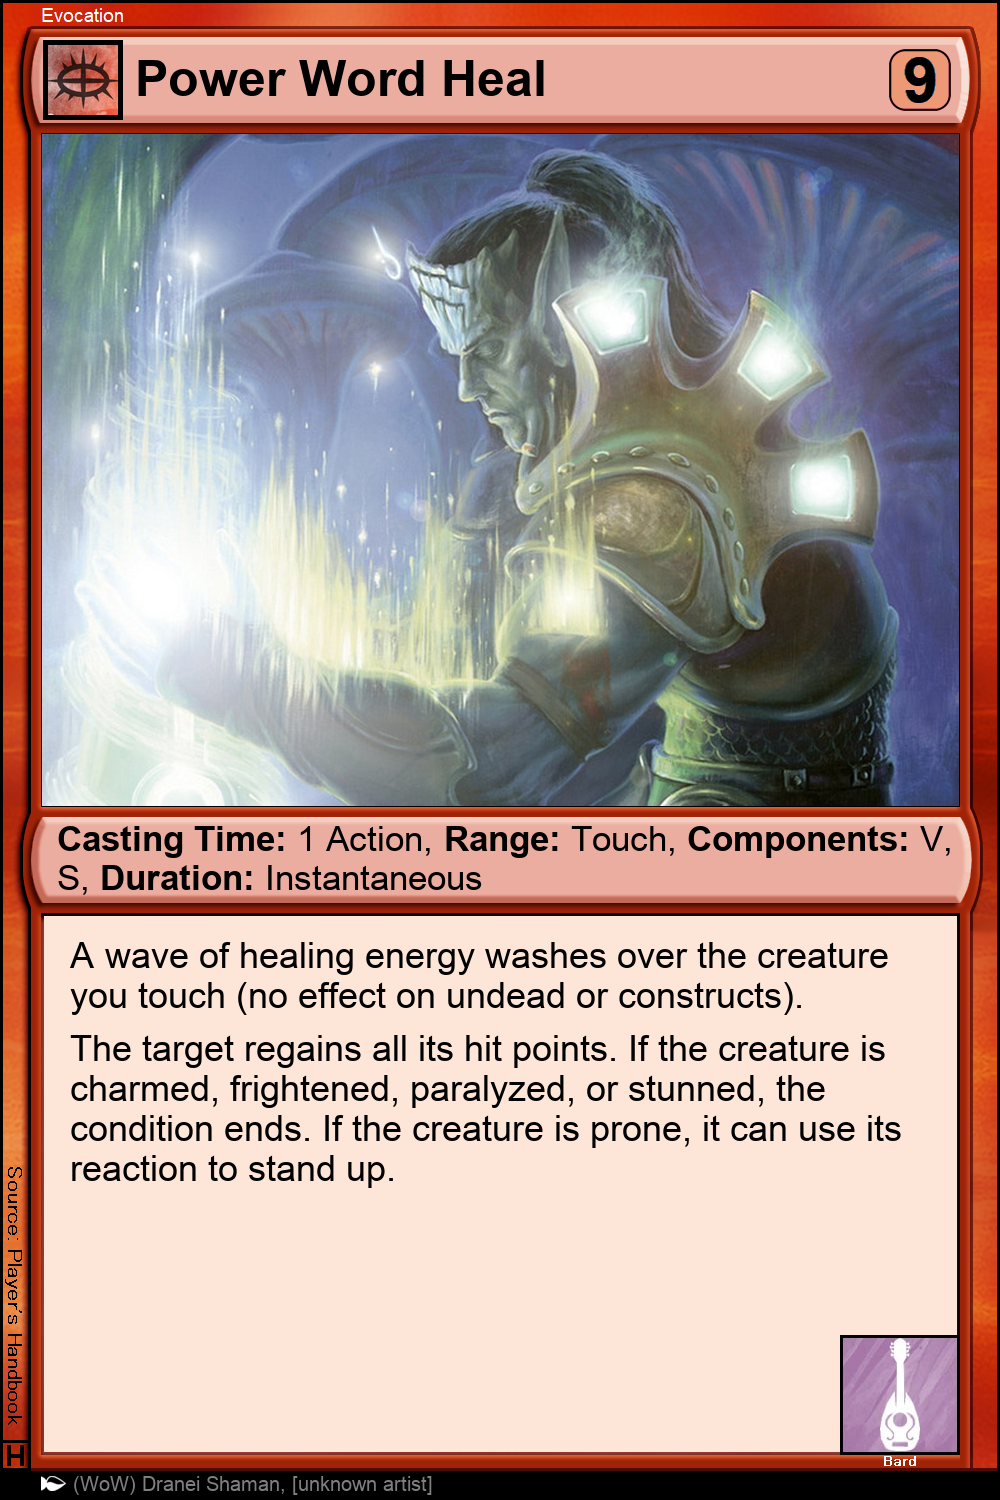 Evocation
Power Word Heal
9
Casting Time: 1 Action, Range: Touch, Components: V,
S, Duration: Instantaneous
A wave of healing energy washes over the creature
you touch (no effect on undead or constructs).
The target regains all its hit points. If the creature is
charmed, frightened, paralyzed, or stunned, the
condition ends. If the creature is prone, it can use its
reaction to stand up.
Source: Player's Handbook
H
Bard
(WoW) Dranei Shaman, [unknown artist]